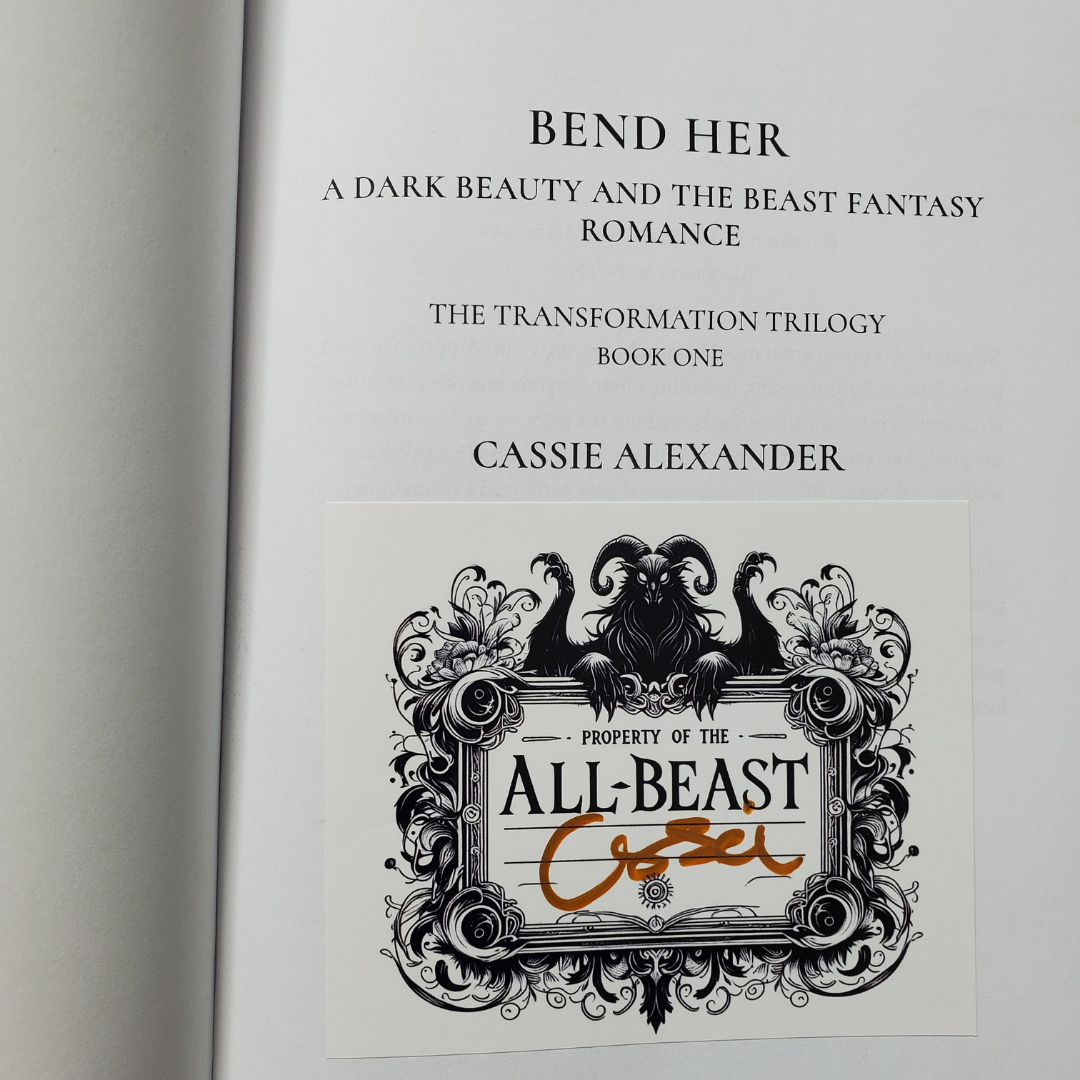 BEND HER
A DARK BEAUTY AND THE BEAST FANTASY
ROMANCE
THE TRANSFORMATION TRILOGY
BOOK ONE
CASSIE ALEXANDER
PROPERTY OF THE
ALL-BEAST
Cassie